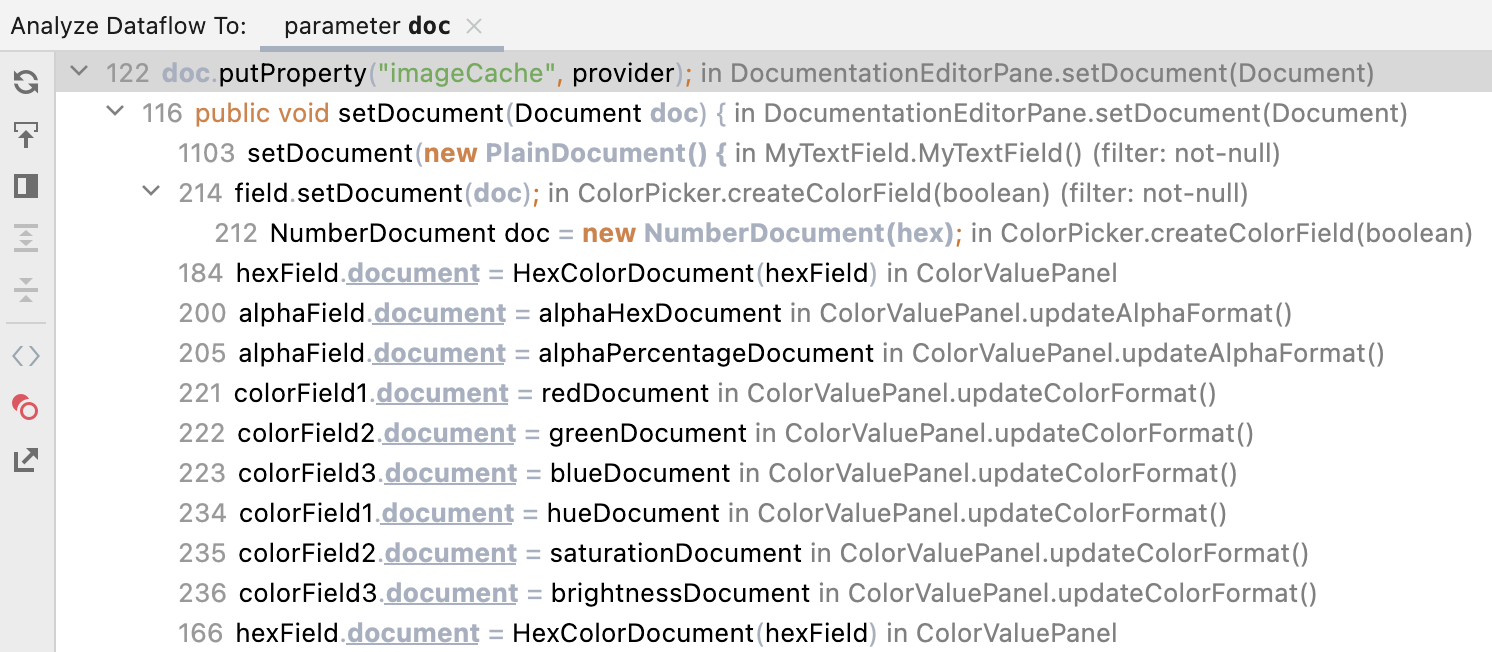 Analyze Dataflow To: parameter doc
122 doc.putProperty("imageCache", provider); in DocumentationEditorPane.setDocument(Document)
116 public void setDocument(Document doc) { in DocumentationEditorPane.setDocument(Document)
1103 setDocument(new PlainDocument() { in MyTextField.MyTextField() (filter: not-null)
214 field.setDocument(doc); in ColorPicker.createColorField(boolean) (filter: not-null)
212 NumberDocument doc = new NumberDocument(hex); in ColorPicker.createColorField(boolean)
184 hexField.document = HexColorDocument(hexField) in ColorValuePanel
200 alphaField.document = alphaHexDocument in ColorValuePanel.updateAlphaFormat()
205 alphaField.document = alphaPercentageDocument in ColorValuePanel.updateAlphaFormat()
221 colorField1.document = redDocument in ColorValuePanel.updateColorFormat()
222 colorField2.document = greenDocument in ColorValuePanel.updateColorFormat()
223 colorField3.document = blueDocument in ColorValuePanel.updateColorFormat()
234 colorField1.document = hueDocument in ColorValuePanel.updateColorFormat()
235 colorField2.document = saturationDocument in ColorValuePanel.updateColorFormat()
236 colorField3.document = brightnessDocument in ColorValuePanel.updateColorFormat()
166 hexField.document = HexColorDocument(hexField) in ColorValuePanel